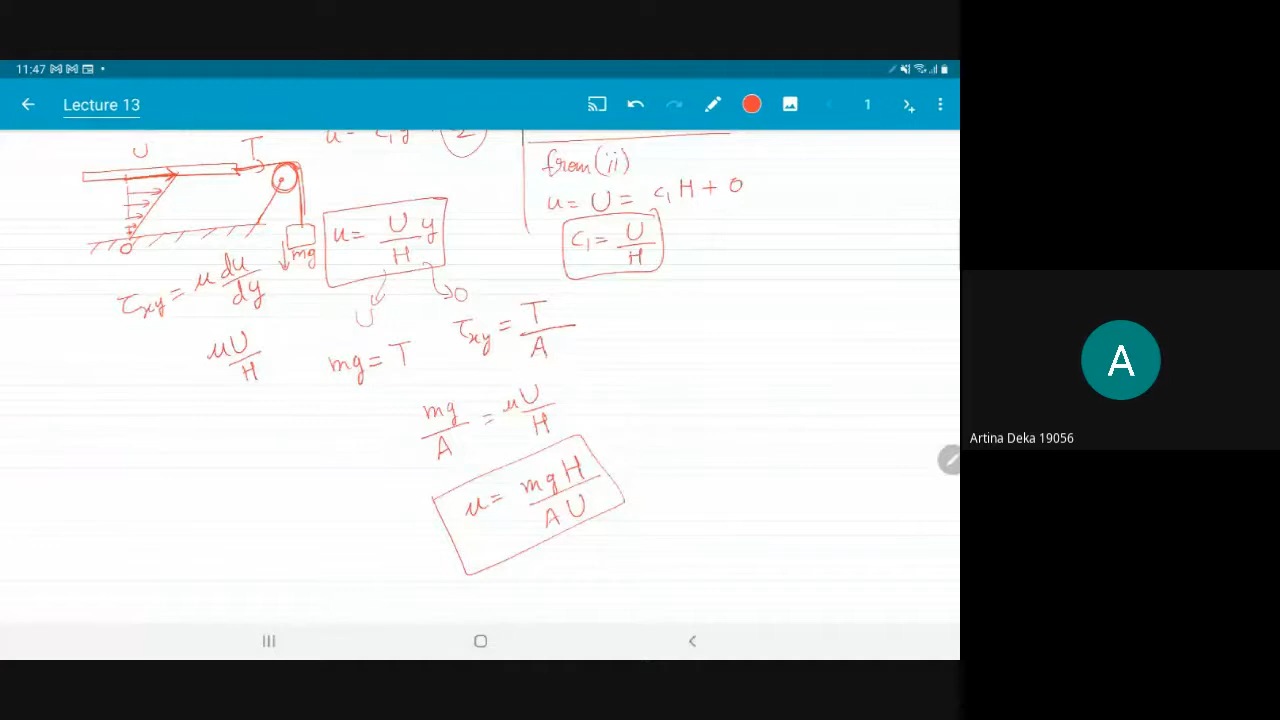 11:47
Lecture 13
1
u = c₁y
2
from (ii)
u = U = c₁H + 0
c₁ = U/H
U
T
0
mg
u = U/H y
U
0
τxy = μ du/dy
μU/H
mg = T
τxy = T/A
mg/A = μU/H
μ = mgH/AU
A
Artina Deka 19056